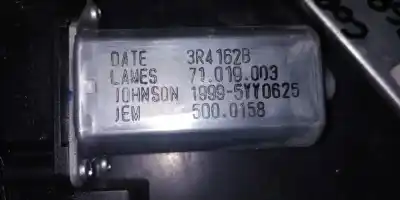 DATE 3R4162B
LAMES 71.019.003
JOHNSON 1999-5YY0625
JEM 500.0158